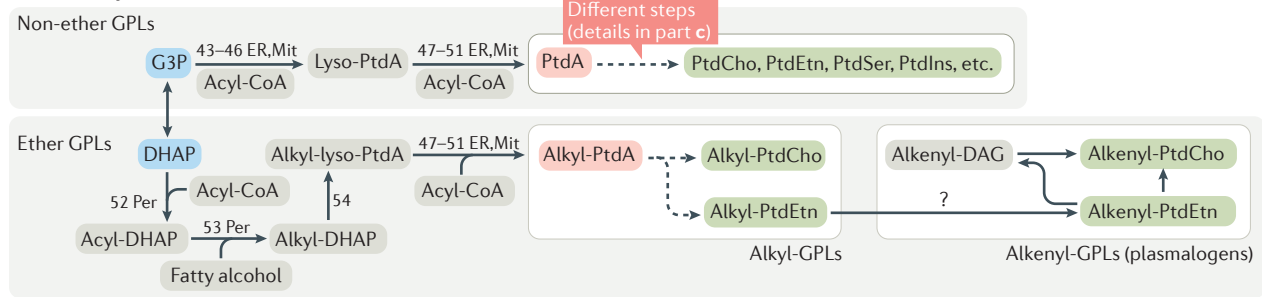 Different steps
(details in part c)
Non-ether GPLs
G3P
43–46 ER,Mit
Acyl-CoA
Lyso-PtdA
47–51 ER,Mit
Acyl-CoA
PtdA
PtdCho, PtdEtn, PtdSer, PtdIns, etc.
Ether GPLs
DHAP
52 Per
Acyl-CoA
Acyl-DHAP
53 Per
Fatty alcohol
Alkyl-DHAP
54
Alkyl-lyso-PtdA
47–51 ER,Mit
Acyl-CoA
Alkyl-PtdA
Alkyl-PtdCho
Alkyl-PtdEtn
Alkyl-GPLs
?
Alkenyl-DAG
Alkenyl-PtdCho
Alkenyl-PtdEtn
Alkenyl-GPLs (plasmalogens)